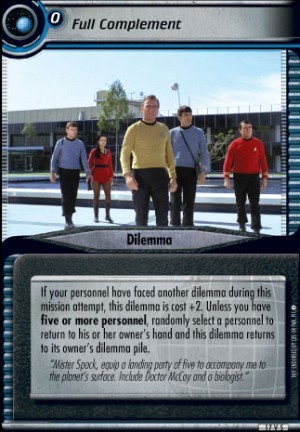 0
Full Complement
Dilemma
If your personnel have faced another dilemma during this
mission attempt, this dilemma is cost +2. Unless you have
five or more personnel, randomly select a personnel to
return to his or her owner's hand and this dilemma returns
to its owner's dilemma pile.
"Mister Spock, equip a landing party of five to accompany me to
the planet's surface. Include Doctor McCoy and a biologist."
17 V 5